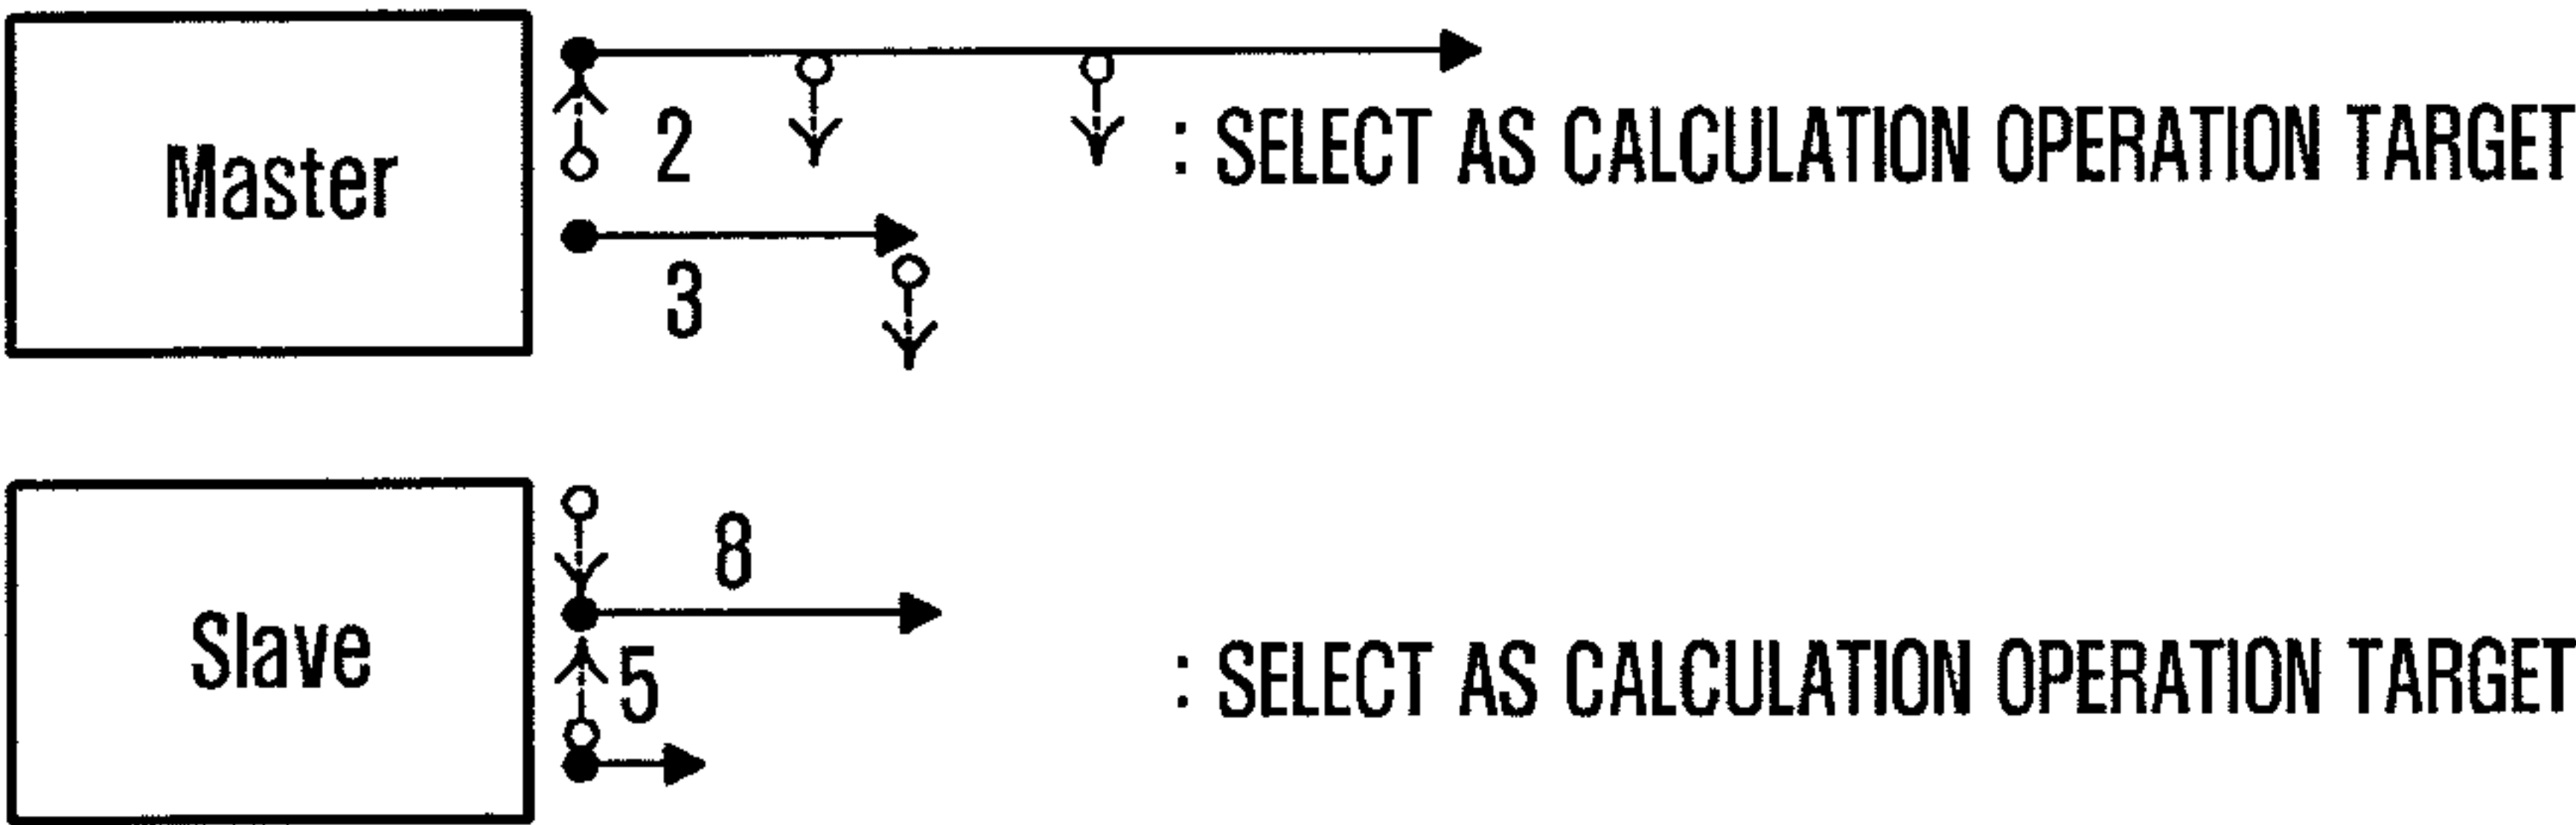 2
: SELECT AS CALCULATION OPERATION TARGET
Master
3
8
Slave
5
: SELECT AS CALCULATION OPERATION TARGET